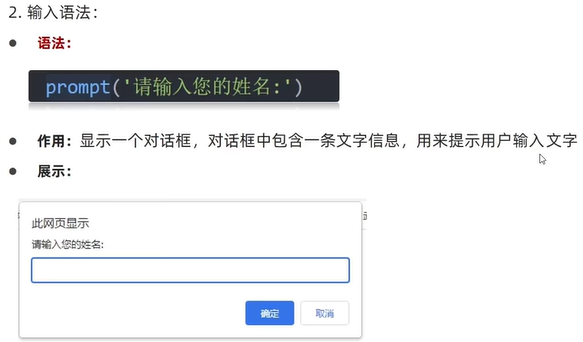 2. 输入语法：
● 语法：
prompt('请输入您的姓名:')
● 作用：显示一个对话框，对话框中包含一条文字信息，用来提示用户输入文字
● 展示：
此网页显示
请输入您的姓名:
确定 取消